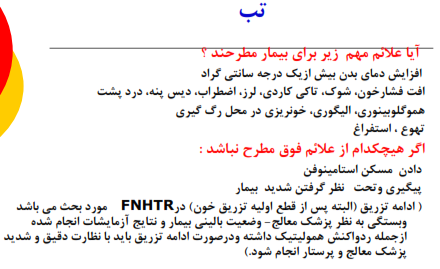 تب
آیا علائم مهم زیر برای بیمار مطرحند ؟
افزایش دمای بدن بیش ازیک درجه سانتی گراد
افت فشارخون، شوک، تاکی کاردی، لرز، اضطراب، دیس پنه، درد پشت
هموگلوبینوری، الیگوری، خونریزی در محل رگ گیری
تهوع ، استفراغ
اگر هیچکدام از علائم فوق مطرح نباشد :
دادن مسکن استامینوفن
پیگیری وتحت نظر گرفتن شدید بیمار
( ادامه تزریق (البته پس از قطع اولیه تزریق خون) درFNHTR مورد بحث می باشد
وبستگی به نظر پزشک معالج- وضعیت بالینی بیمار و نتایج آزمایشات انجام شده
ازجمله ردواکنش همولیتیک داشته ودرصورت ادامه تزریق باید با نظارت دقیق و شدید
پزشک معالج و پرستار انجام شود.)